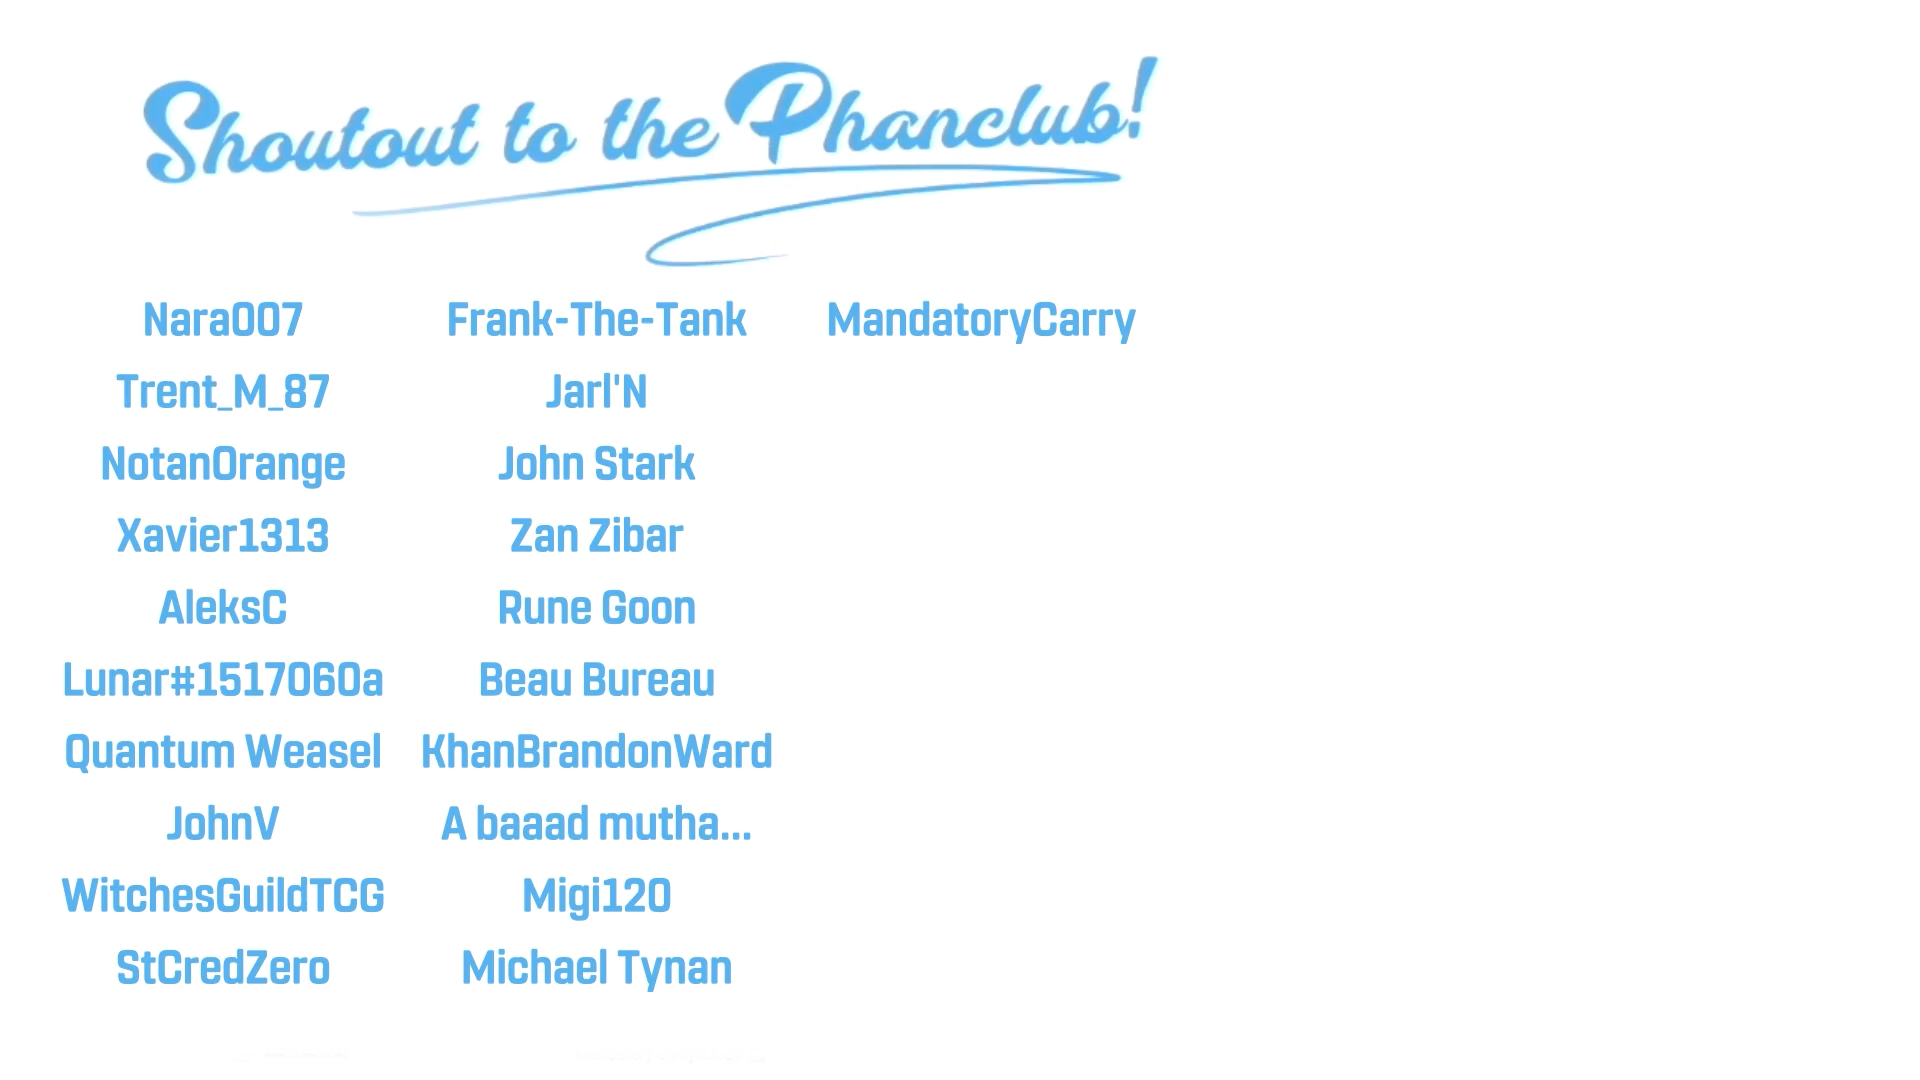 Shoutout to the Phanclub!
Nara007
Trent_M_87
NotanOrange
Xavier1313
AleksC
Lunar#1517060a
Quantum Weasel
JohnV
WitchesGuildTCG
StCredZero
Frank-The-Tank
Jarl'N
John Stark
Zan Zibar
Rune Goon
Beau Bureau
KhanBrandonWard
A baaad mutha...
Migi120
Michael Tynan
MandatoryCarry